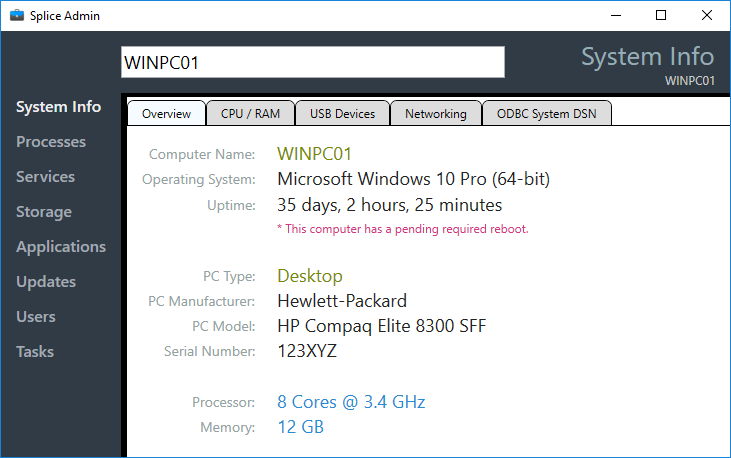 Splice Admin
WINPC01
System Info
WINPC01
System Info
Processes
Services
Storage
Applications
Updates
Users
Tasks
Overview CPU / RAM USB Devices Networking ODBC System DSN
Computer Name: WINPC01
Operating System: Microsoft Windows 10 Pro (64-bit)
Uptime: 35 days, 2 hours, 25 minutes
* This computer has a pending required reboot.
PC Type: Desktop
PC Manufacturer: Hewlett-Packard
PC Model: HP Compaq Elite 8300 SFF
Serial Number: 123XYZ
Processor: 8 Cores @ 3.4 GHz
Memory: 12 GB